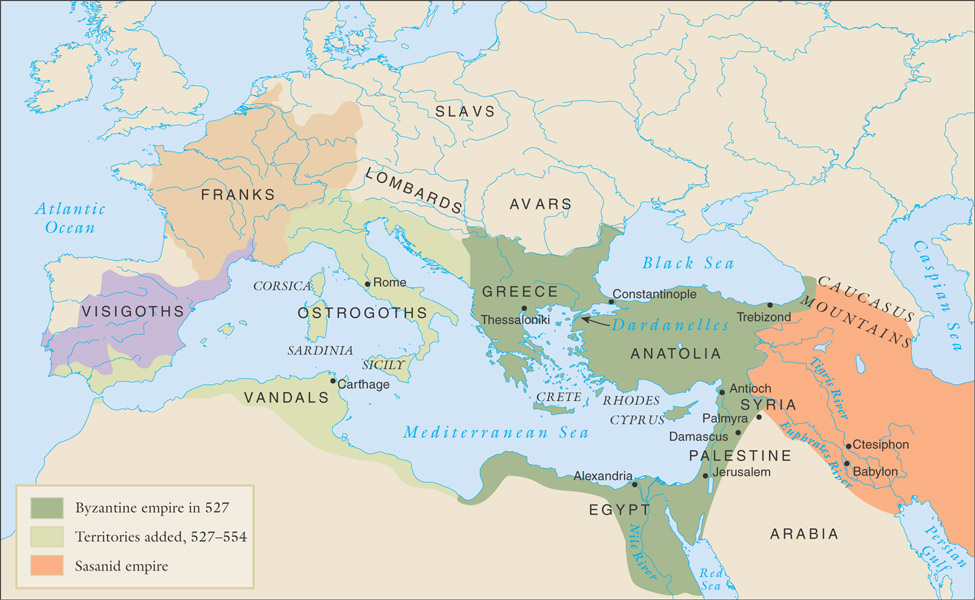 SLAVS
FRANKS
LOMBARDS
AVARS
Atlantic
Ocean
Black Sea
Caspian Sea
CORSICA
Rome
VISIGOTHS
OSTROGOTHS
GREECE
Constantinople
CAUCASUS
MOUNTAINS
Thessaloniki
Dardanelles
Trebizond
SARDINIA
ANATOLIA
SICILY
Carthage
VANDALS
Tigris River
Antioch
CRETE
RHODES
SYRIA
CYPRUS
Palmyra
Mediterranean Sea
Damascus
Euphrates River
Ctesiphon
PALESTINE
Babylon
Alexandria
Jerusalem
EGYPT
Nile River
ARABIA
Persian
Gulf
Red
Sea
Byzantine empire in 527
Territories added, 527–554
Sasanid empire